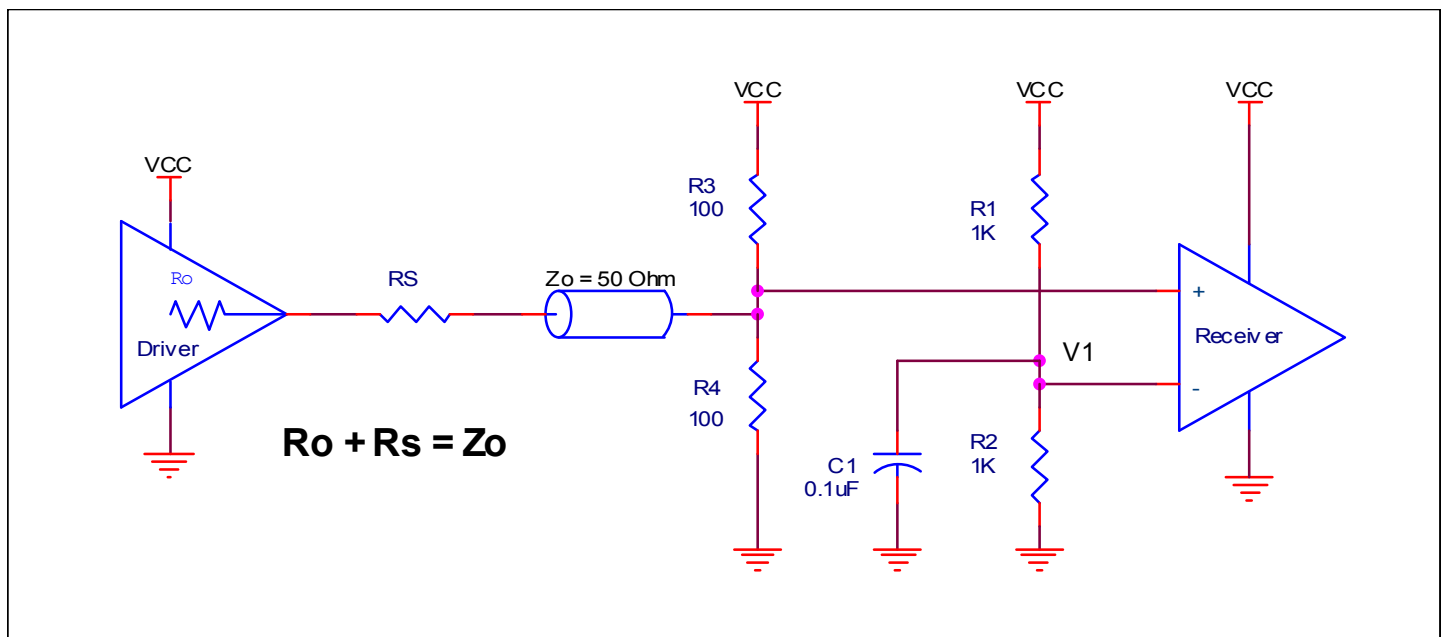 VCC
VCC
VCC
VCC
R3
100
R1
1K
Ro
RS
Zo = 50 Ohm
+
Driver
V1
Receiver
R4
100
-
Ro + Rs = Zo
C1
0.1uF
R2
1K